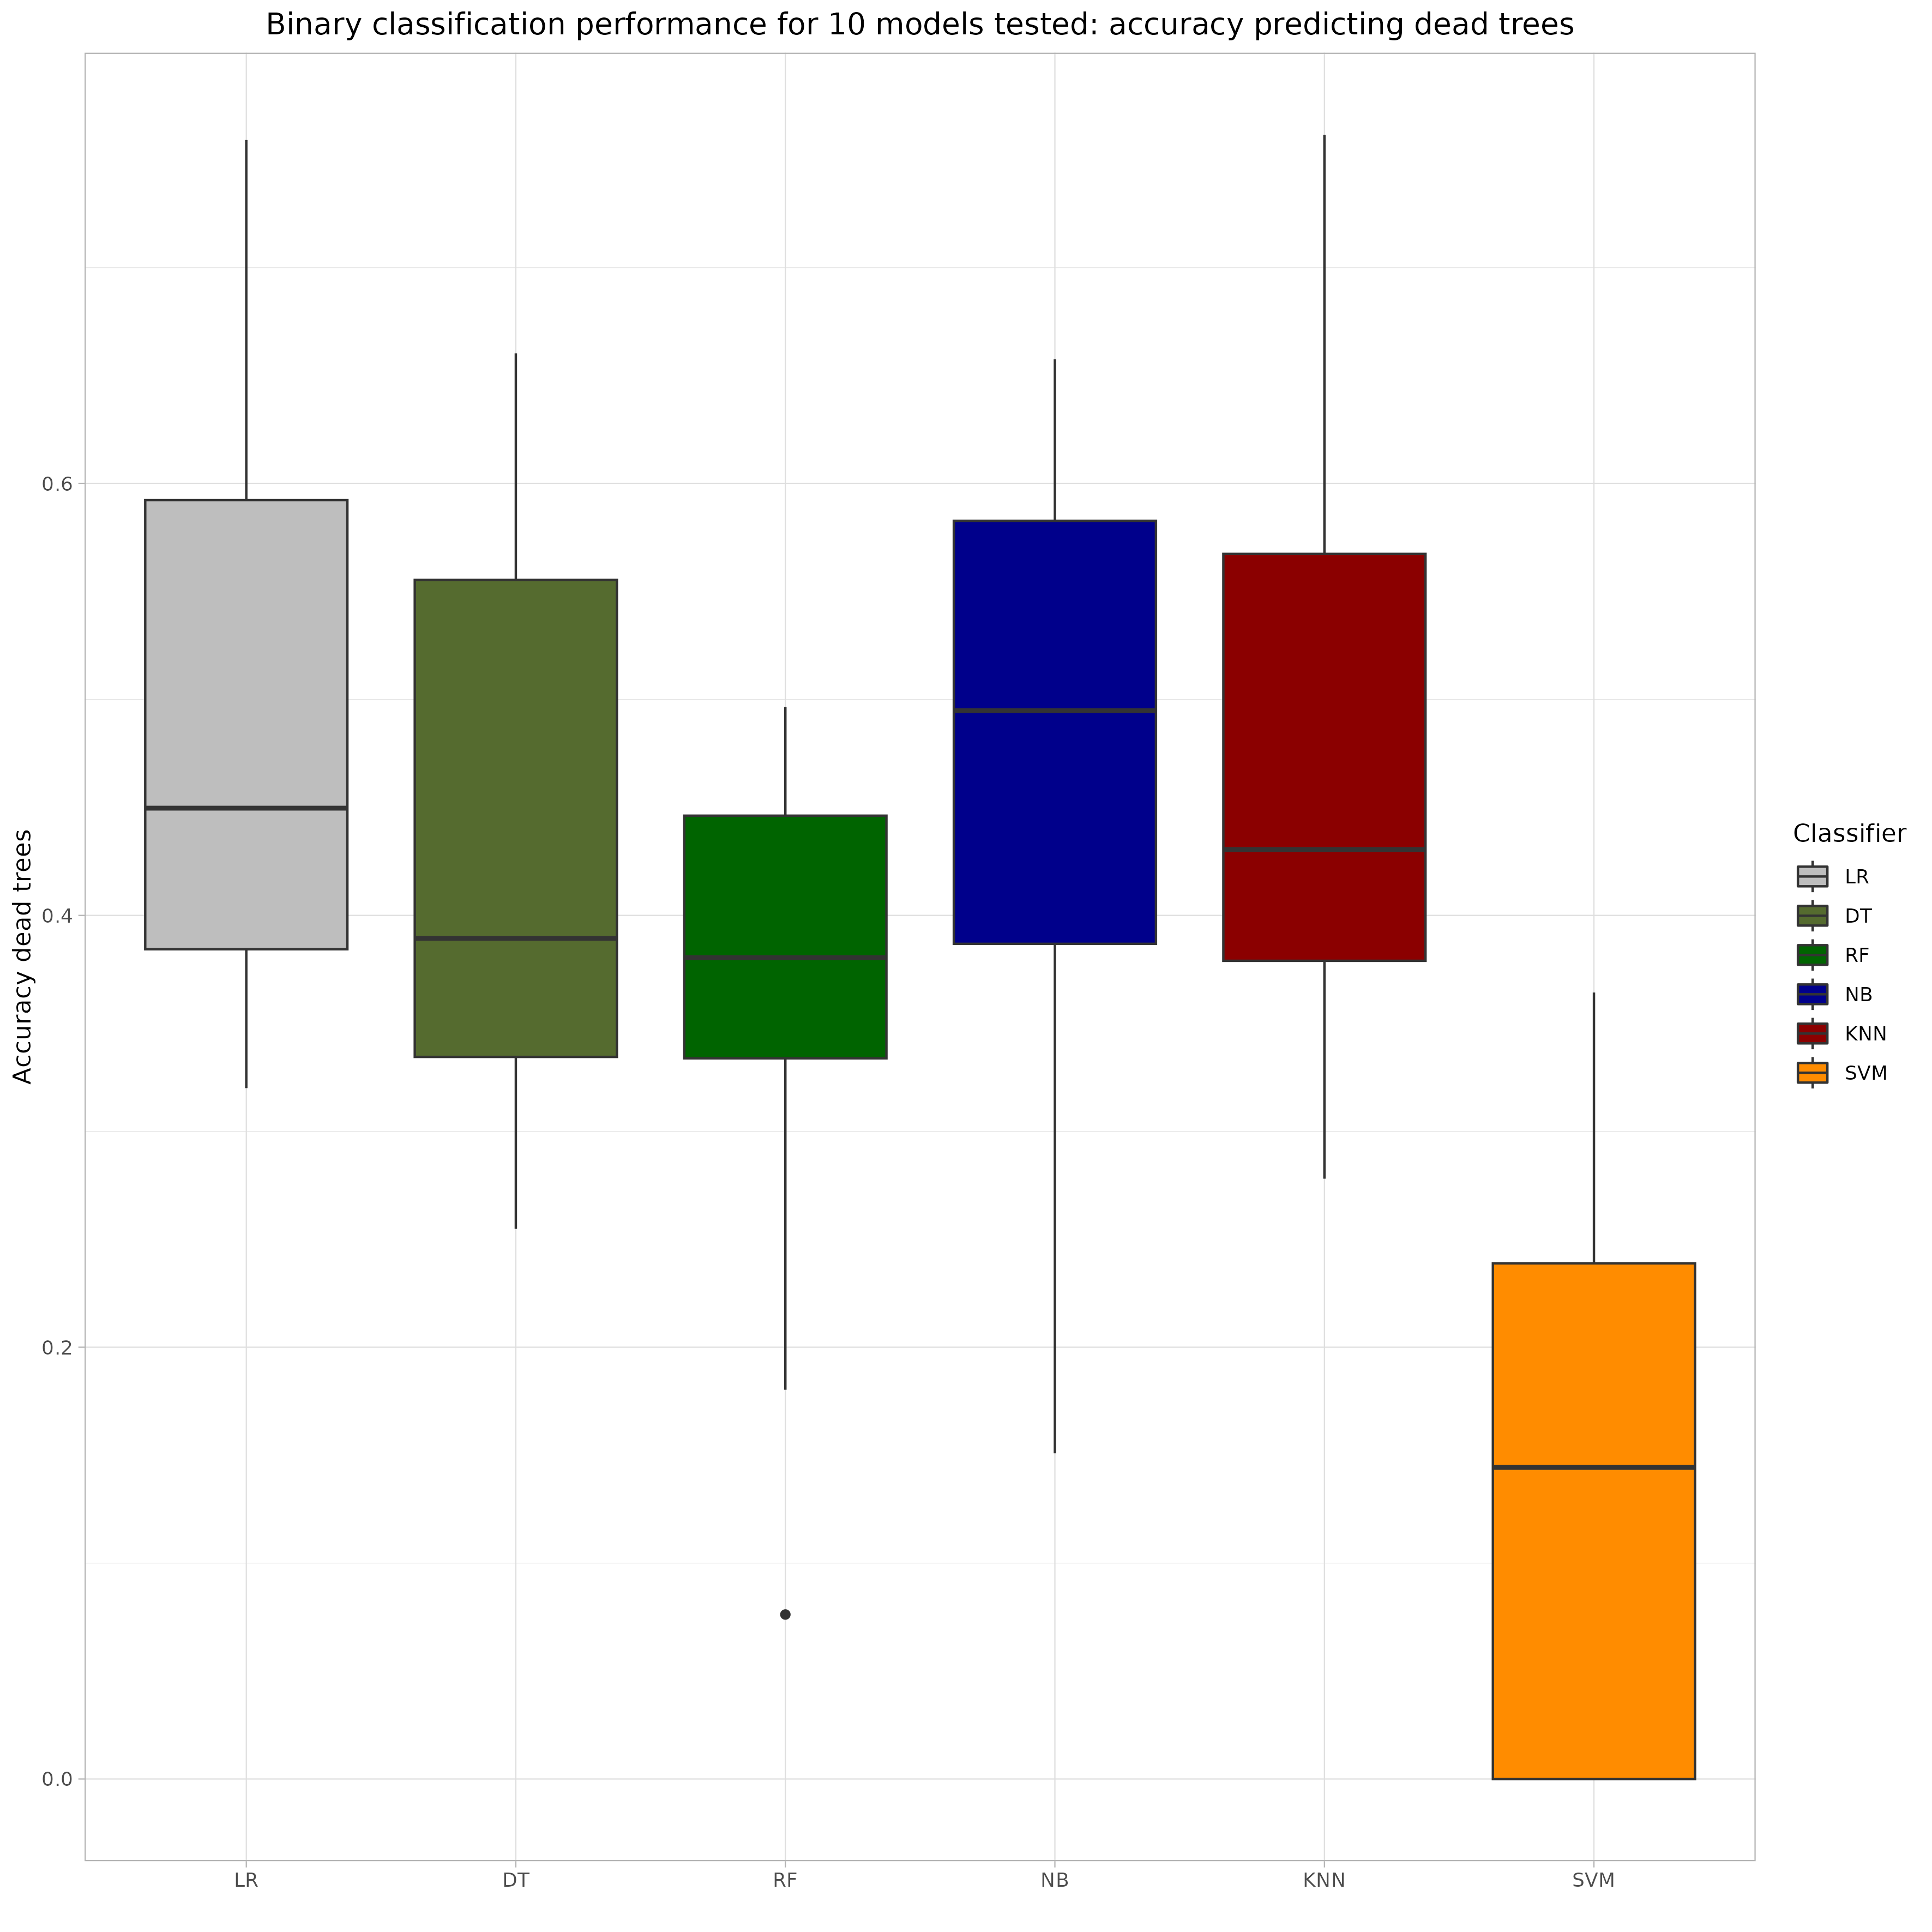 Binary classification performance for 10 models tested: accuracy predicting dead trees
Accuracy dead trees
0.6
0.4
0.2
0.0
LR
DT
RF
NB
KNN
SVM
Classifier
LR
DT
RF
NB
KNN
SVM